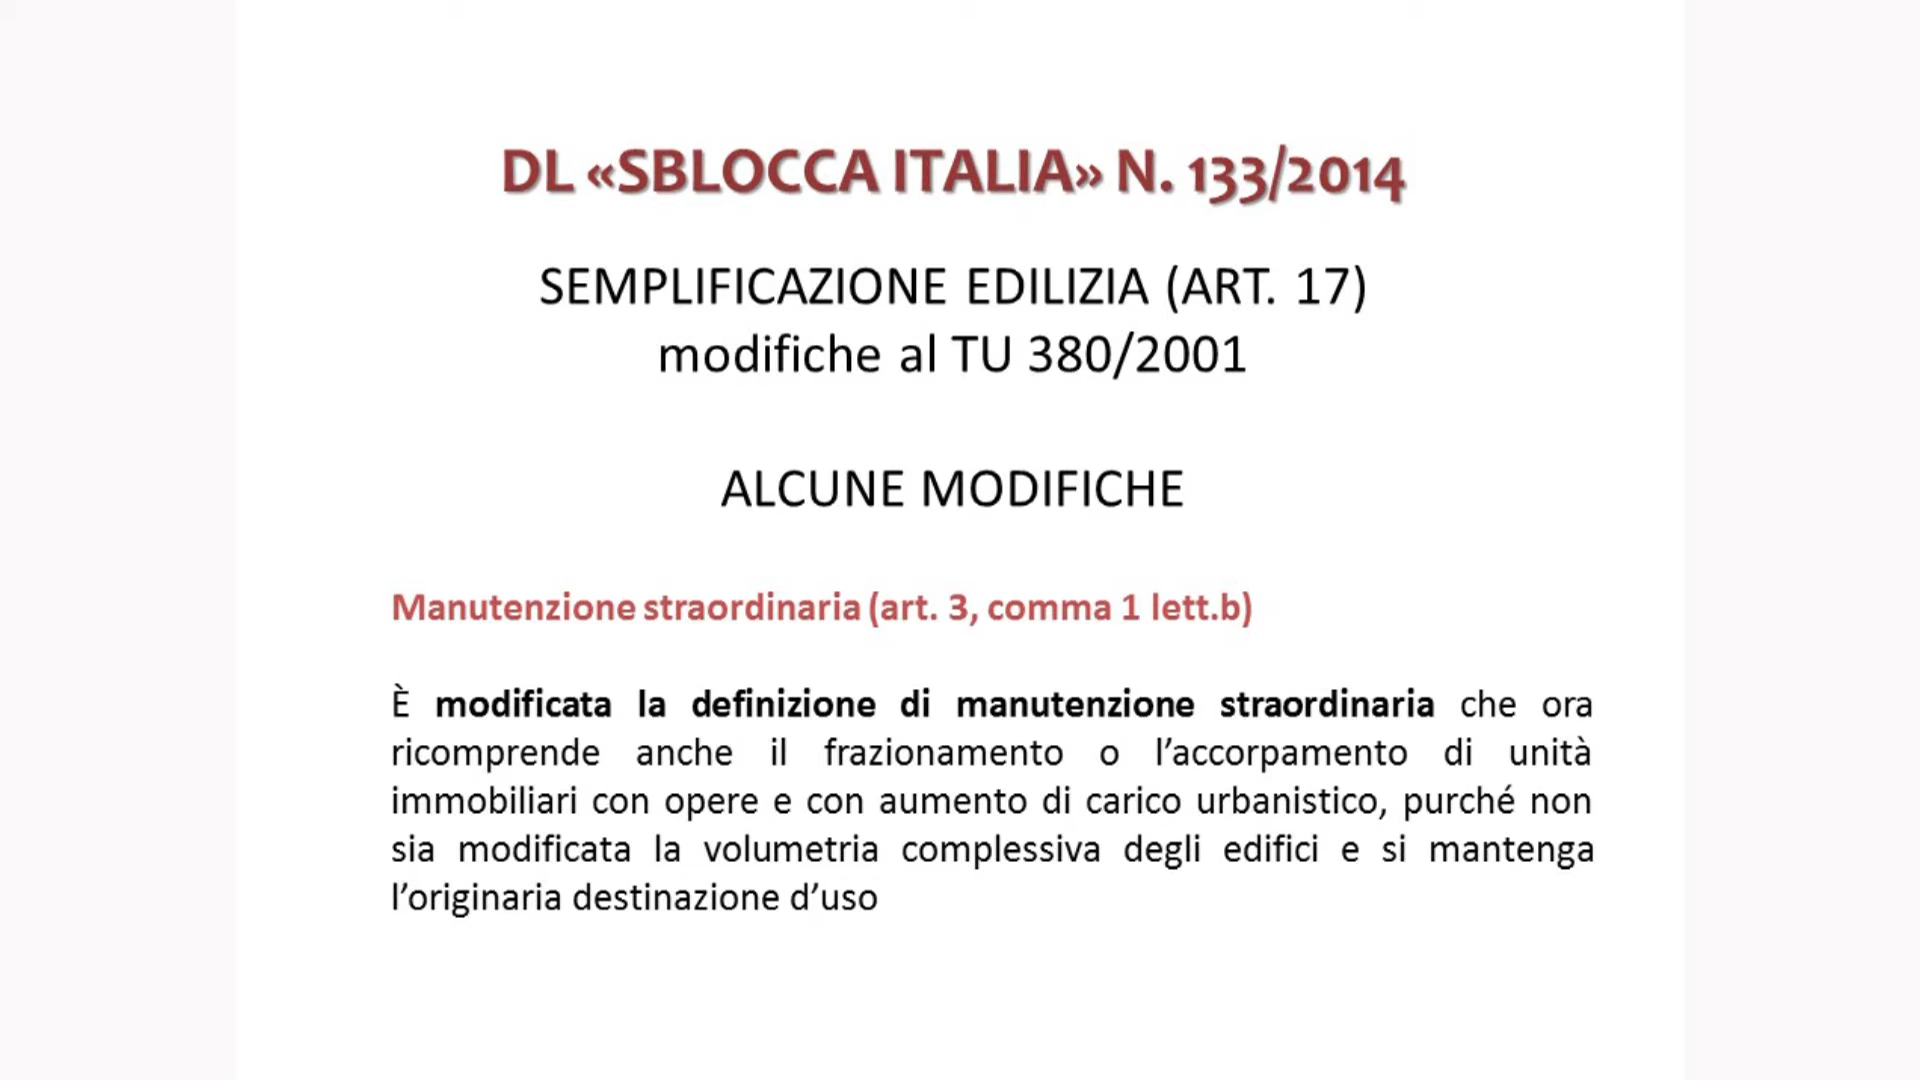 DL «SBLOCCA ITALIA» N. 133/2014
SEMPLIFICAZIONE EDILIZIA (ART. 17)
modifiche al TU 380/2001
ALCUNE MODIFICHE
Manutenzione straordinaria (art. 3, comma 1 lett.b)
È modificata la definizione di manutenzione straordinaria che ora
ricomprende anche il frazionamento o l’accorpamento di unità
immobiliari con opere e con aumento di carico urbanistico, purché non
sia modificata la volumetria complessiva degli edifici e si mantenga
l’originaria destinazione d’uso